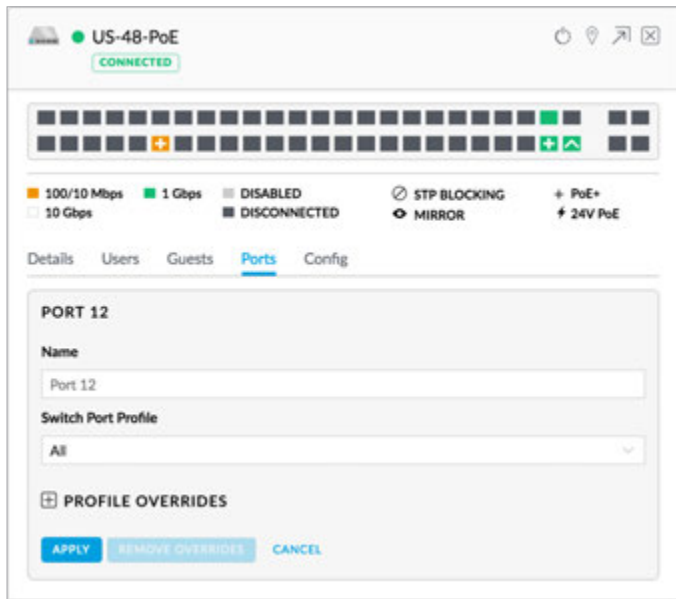 US-48-PoE
CONNECTED
100/10 Mbps 1 Gbps DISABLED STP BLOCKING + PoE+
10 Gbps DISCONNECTED MIRROR 24V PoE
Details Users Guests Ports Config
PORT 12
Name
Port 12
Switch Port Profile
All
PROFILE OVERRIDES
APPLY REMOVE OVERRIDES CANCEL